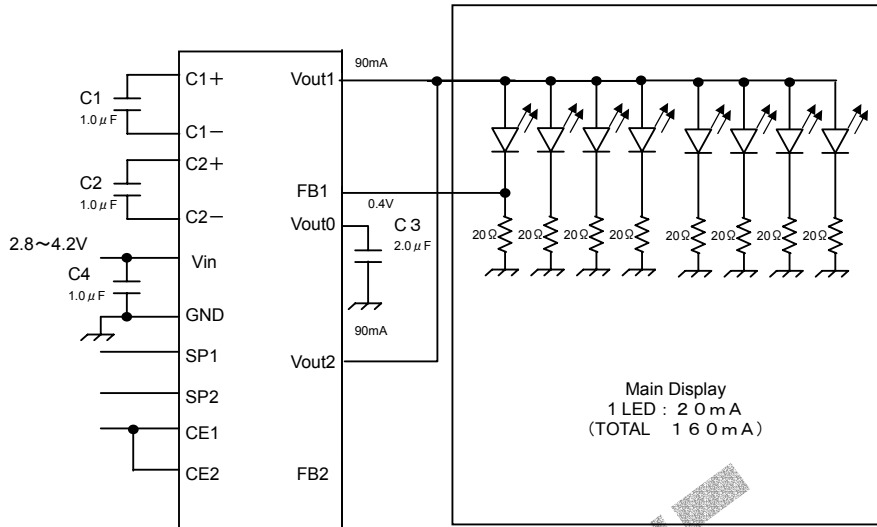 C1
1.0μF
C2
1.0μF
2.8～4.2V
C4
1.0μF
C1+
C1−
C2+
C2−
Vin
GND
SP1
SP2
CE1
CE2
Vout1
FB1
Vout0
Vout2
FB2
90mA
0.4V
C3
2.0μF
90mA
20Ω
20Ω
20Ω
20Ω
20Ω
20Ω
20Ω
20Ω
Main Display
1 LED : 20mA
(TOTAL 160mA)